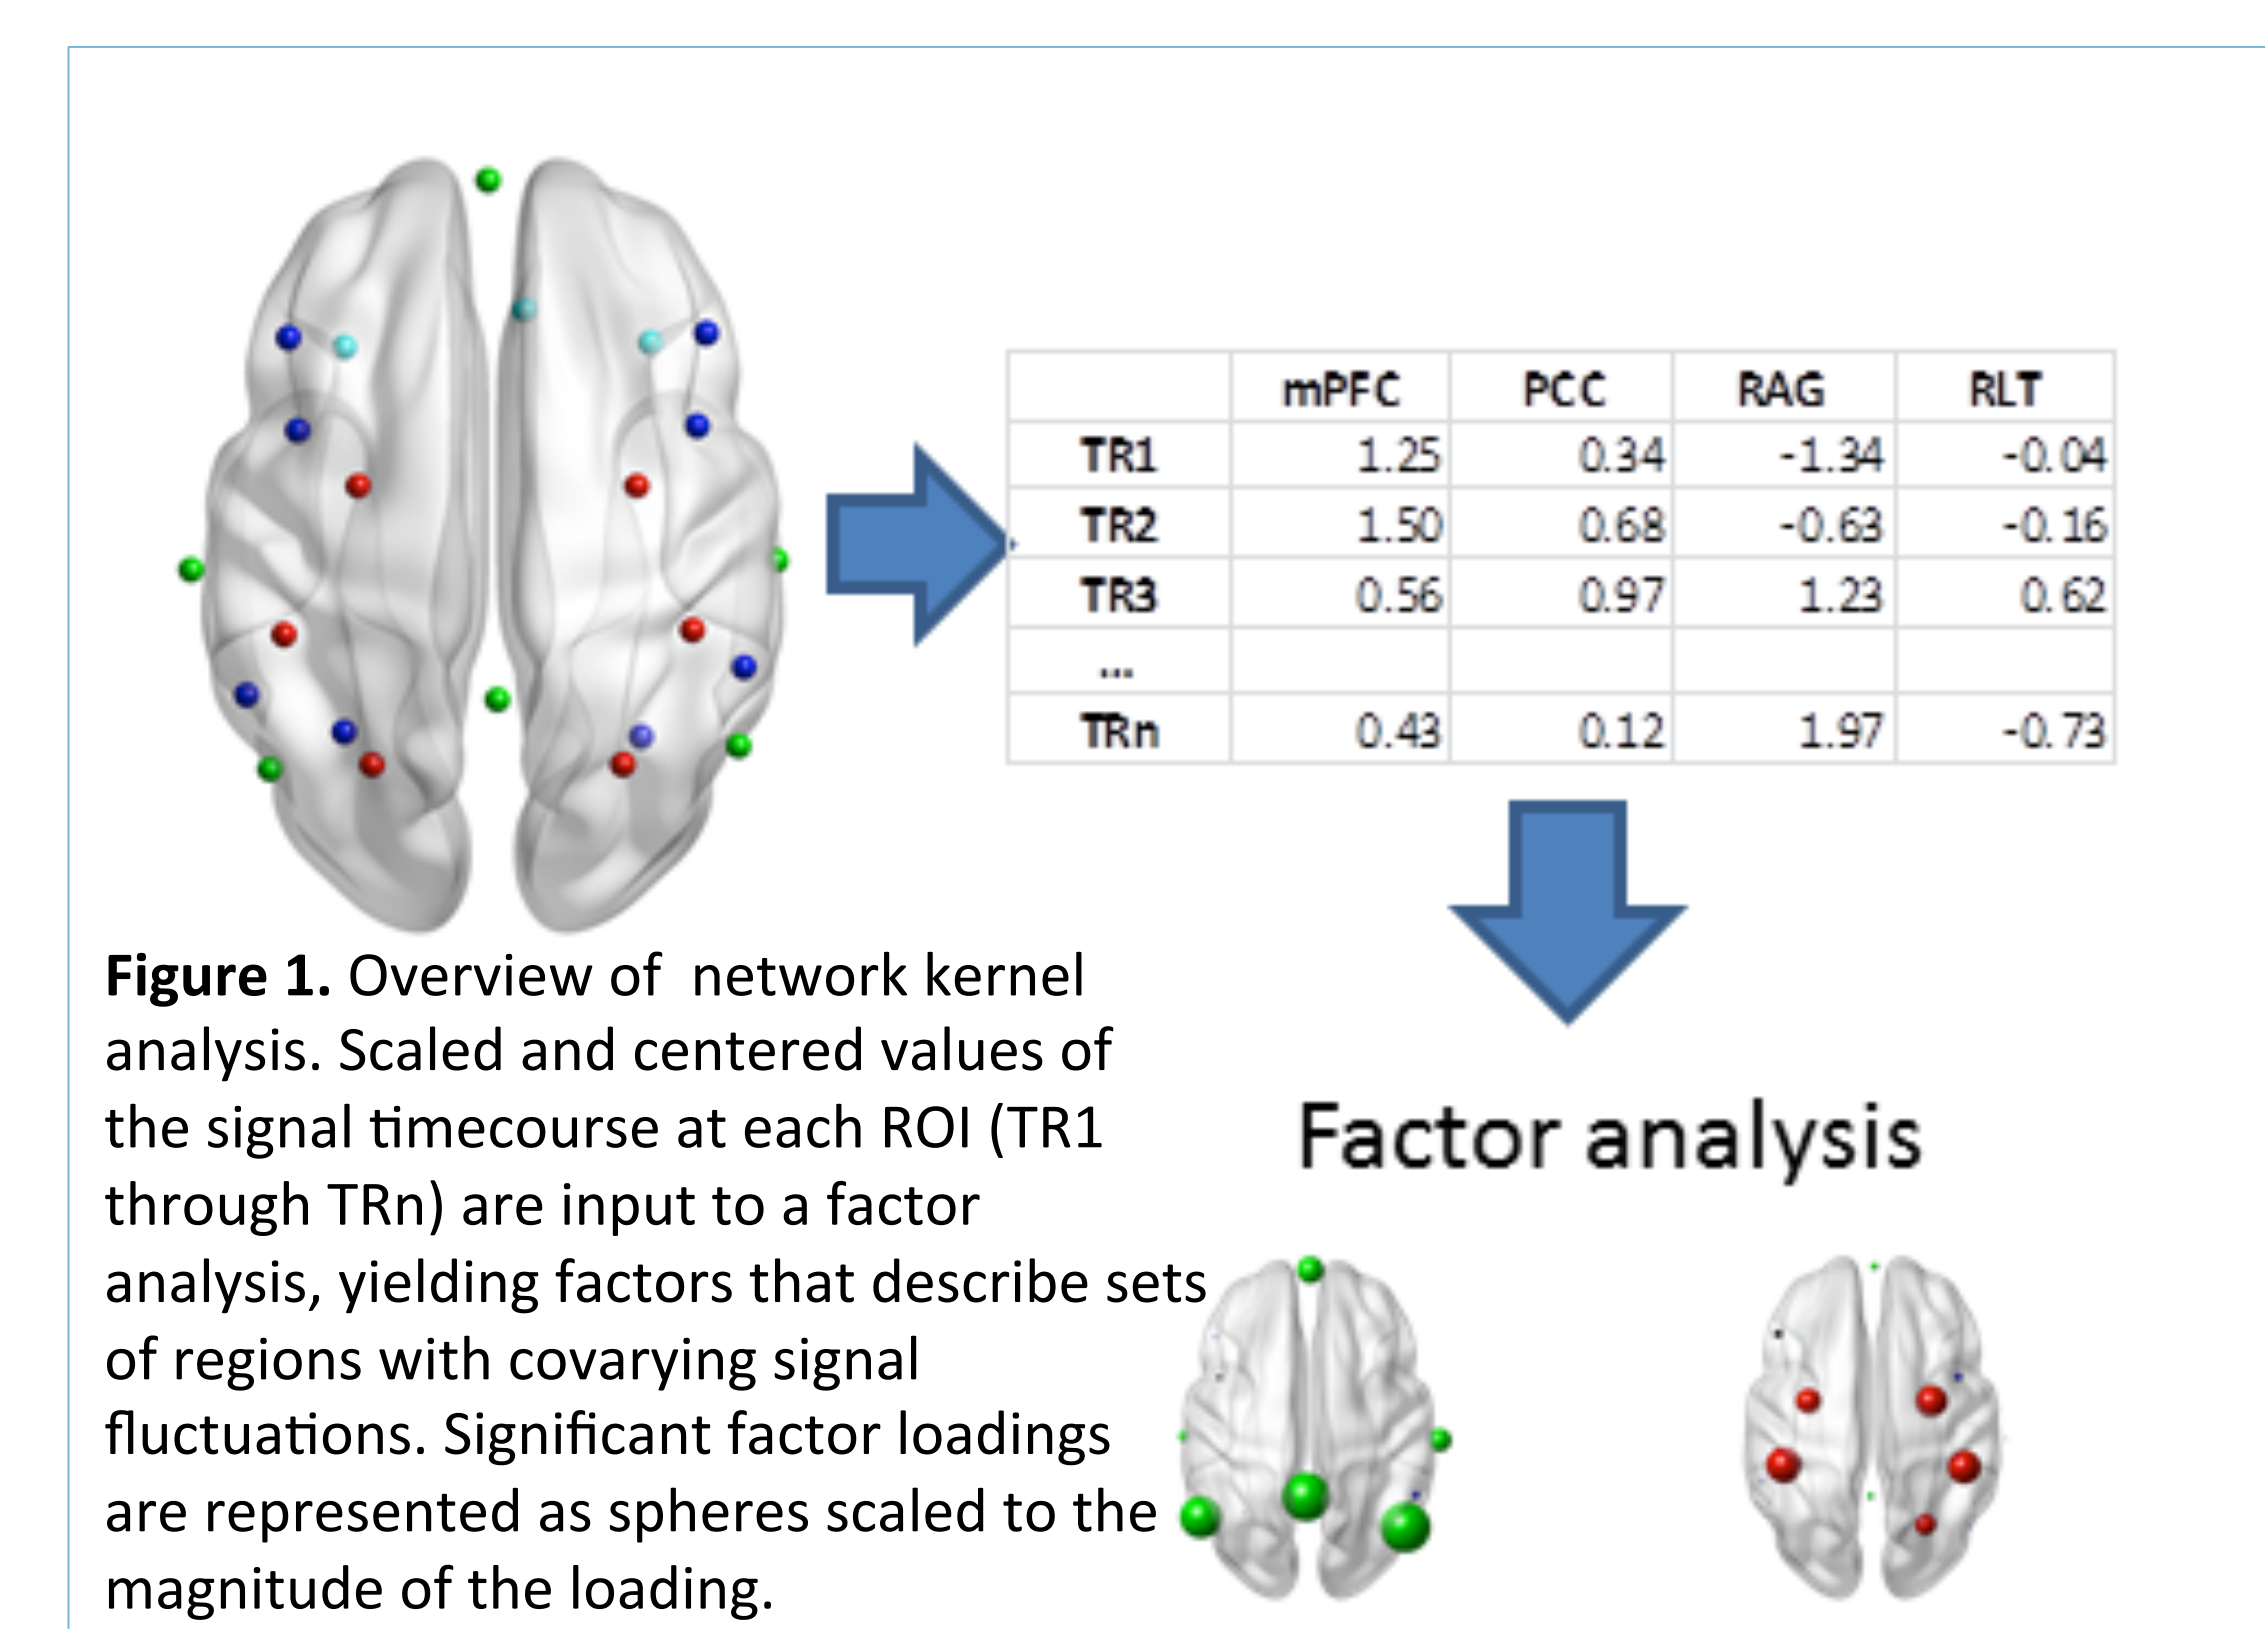 mPFC PCC RAG RLT
TR1 1.25 0.34 -1.34 -0.04
TR2 1.50 0.68 -0.63 -0.16
TR3 0.56 0.97 1.23 0.62
...
TRn 0.43 0.12 1.97 -0.73
Factor analysis
Figure 1. Overview of network kernel
analysis. Scaled and centered values of
the signal timecourse at each ROI (TR1
through TRn) are input to a factor
analysis, yielding factors that describe sets
of regions with covarying signal
fluctuations. Significant factor loadings
are represented as spheres scaled to the
magnitude of the loading.